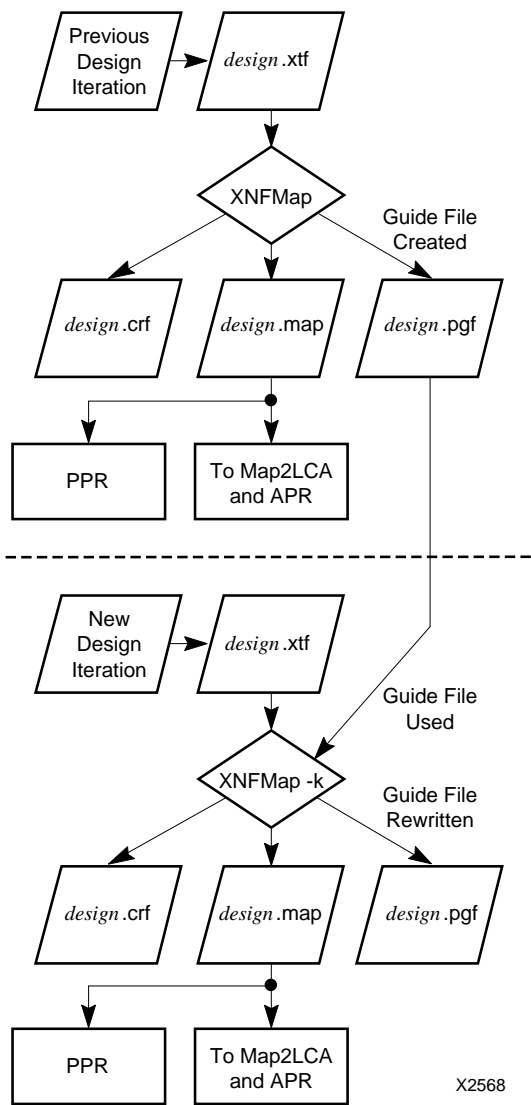 Previous
Design
Iteration
design.xtf
XNFMap
Guide File
Created
design.crf
design.map
design.pgf
PPR
To Map2LCA
and APR
New
Design
Iteration
design.xtf
Guide File
Used
XNFMap -k
Guide File
Rewritten
design.crf
design.map
design.pgf
PPR
To Map2LCA
and APR
X2568